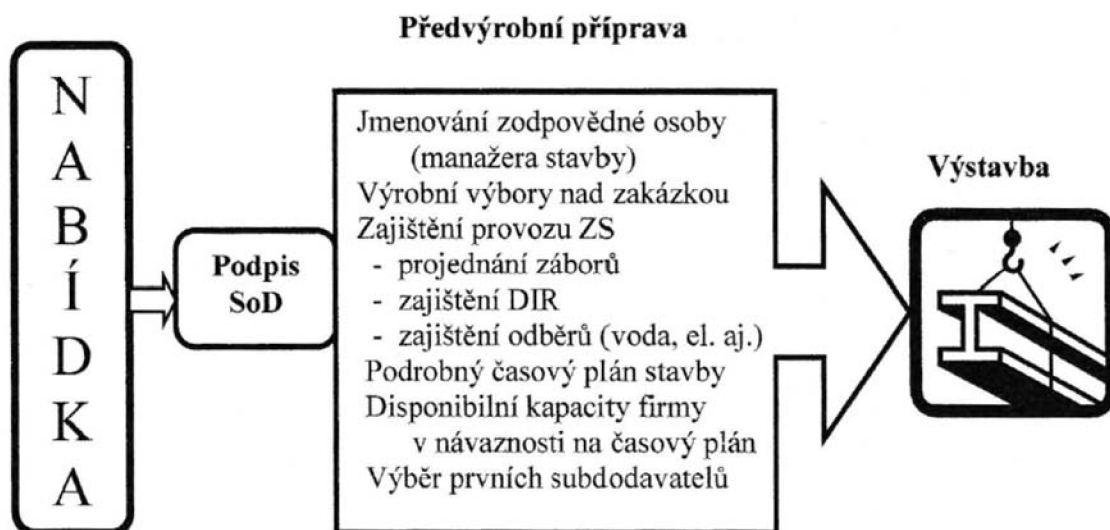 Předvýrobní příprava
NABÍDKA
Podpis
SoD
Jmenování zodpovědné osoby
(manažera stavby)
Výrobní výbory nad zakázkou
Zajištění provozu ZS
- projednání záborů
- zajištění DIR
- zajištění odběrů (voda, el. aj.)
Podrobný časový plán stavby
Disponibilní kapacity firmy
v návaznosti na časový plán
Výběr prvních subdodavatelů
Výstavba